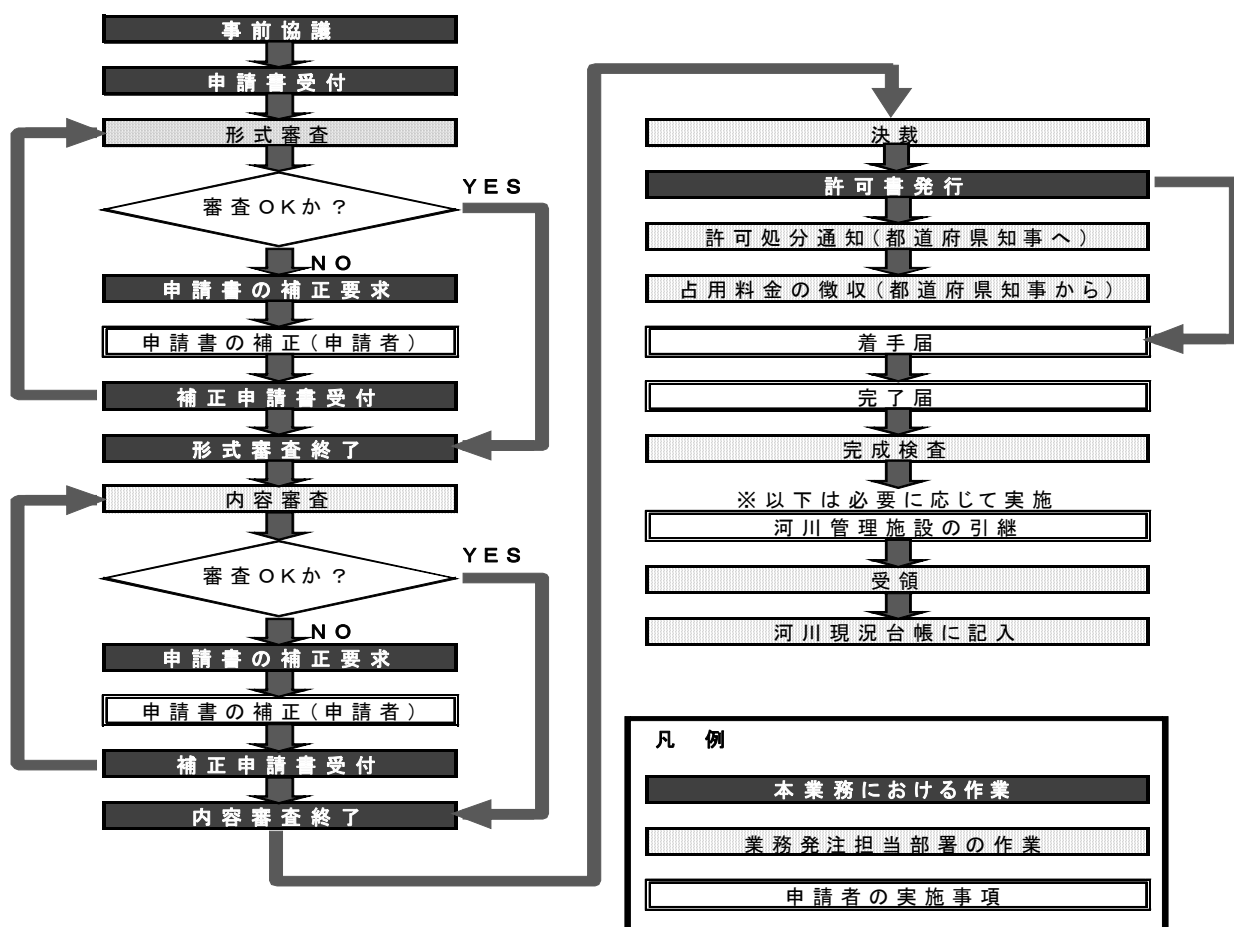 事前協議
申請書受付
形式審査
審査OKか？
YES
NO
申請書の補正要求
申請書の補正(申請者)
補正申請書受付
形式審査終了
内容審査
審査OKか？
YES
NO
申請書の補正要求
申請書の補正(申請者)
補正申請書受付
内容審査終了
決裁
許可書発行
許可処分通知(都道府県知事へ)
占用料金の徴収(都道府県知事から)
着手届
完了届
完成検査
※以下は必要に応じて実施
河川管理施設の引継
受領
河川現況台帳に記入
凡 例
本業務における作業
業務発注担当部署の作業
申請者の実施事項